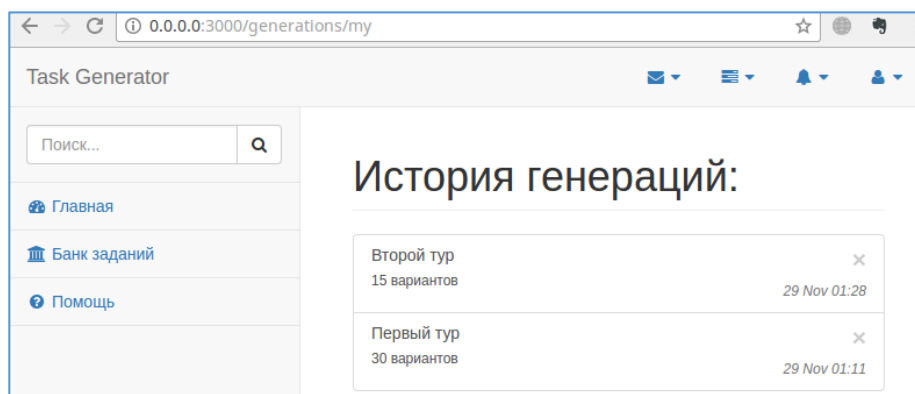 0.0.0.0:3000/generations/my
Task Generator
Поиск...
Главная
Банк заданий
Помощь
История генераций:
Второй тур
15 вариантов
29 Nov 01:28
Первый тур
30 вариантов
29 Nov 01:11